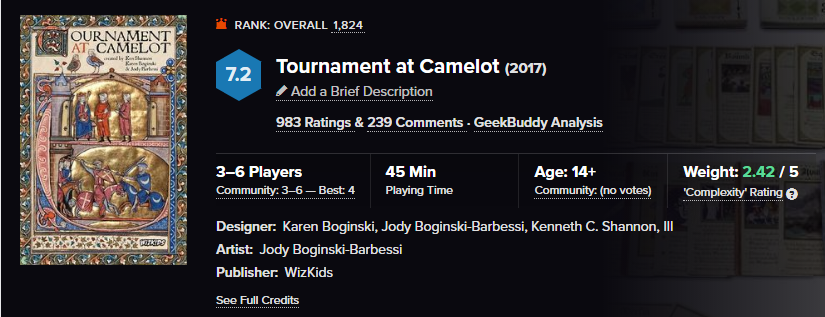 TOURNAMENT
AT CAMELOT
created by Ken Shannon
Karen Boginski
& Jody Barbessi
WIZKIDS
RANK: OVERALL 1,824
7.2
Tournament at Camelot (2017)
Add a Brief Description
983 Ratings & 239 Comments · GeekBuddy Analysis
3–6 Players
Community: 3–6 — Best: 4
45 Min
Playing Time
Age: 14+
Community: (no votes)
Weight: 2.42 / 5
'Complexity' Rating ?
Designer: Karen Boginski, Jody Boginski-Barbessi, Kenneth C. Shannon, III
Artist: Jody Boginski-Barbessi
Publisher: WizKids
See Full Credits